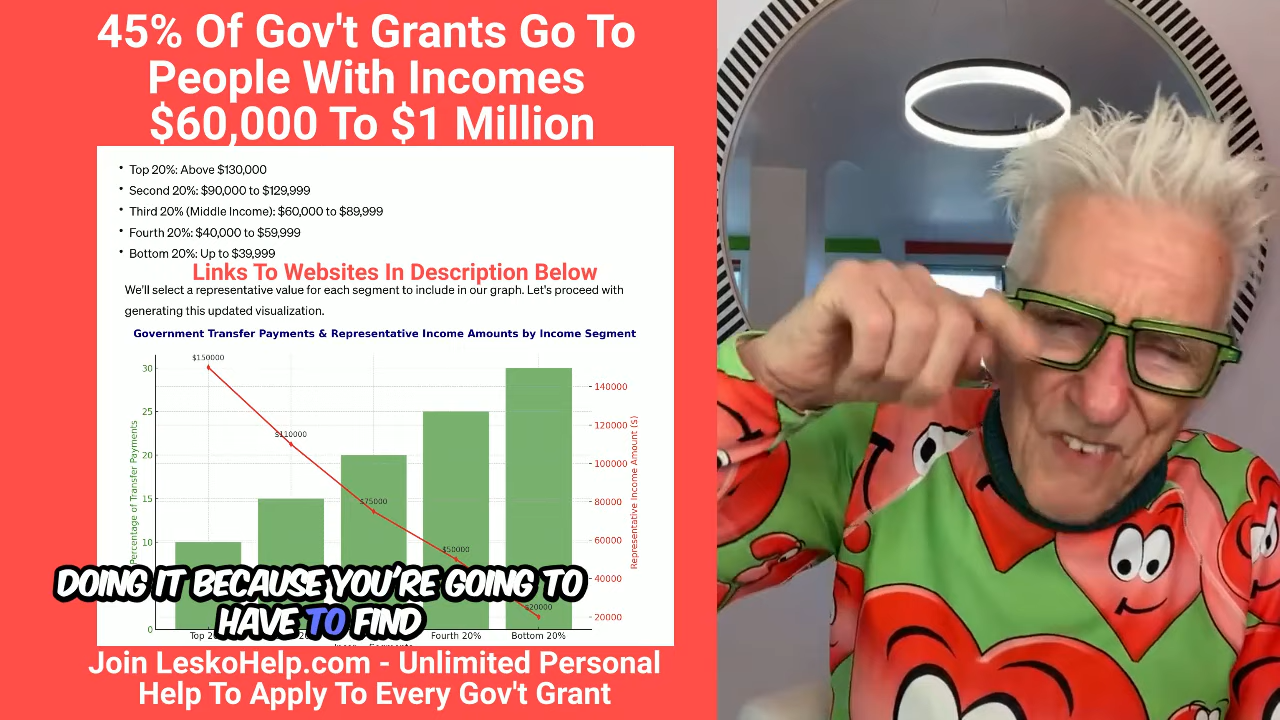 45% Of Gov't Grants Go To
People With Incomes
$60,000 To $1 Million
• Top 20%: Above $130,000
• Second 20%: $90,000 to $129,999
• Third 20% (Middle Income): $60,000 to $89,999
• Fourth 20%: $40,000 to $59,999
• Bottom 20%: Up to $39,999
Links To Websites In Description Below
We'll select a representative value for each segment to include in our graph. Let's proceed with
generating this updated visualization.
Government Transfer Payments & Representative Income Amounts by Income Segment
Percentage of Transfer Payments
30
25
20
15
10
0
$150000
$110000
$75000
$50000
$20000
140000
120000
100000
80000
60000
40000
20000
Representative Income Amount ($)
DOING IT BECAUSE YOU'RE GOING TO
HAVE TO FIND
Fourth 20%
Bottom 20%
Join LeskoHelp.com - Unlimited Personal
Help To Apply To Every Gov't Grant